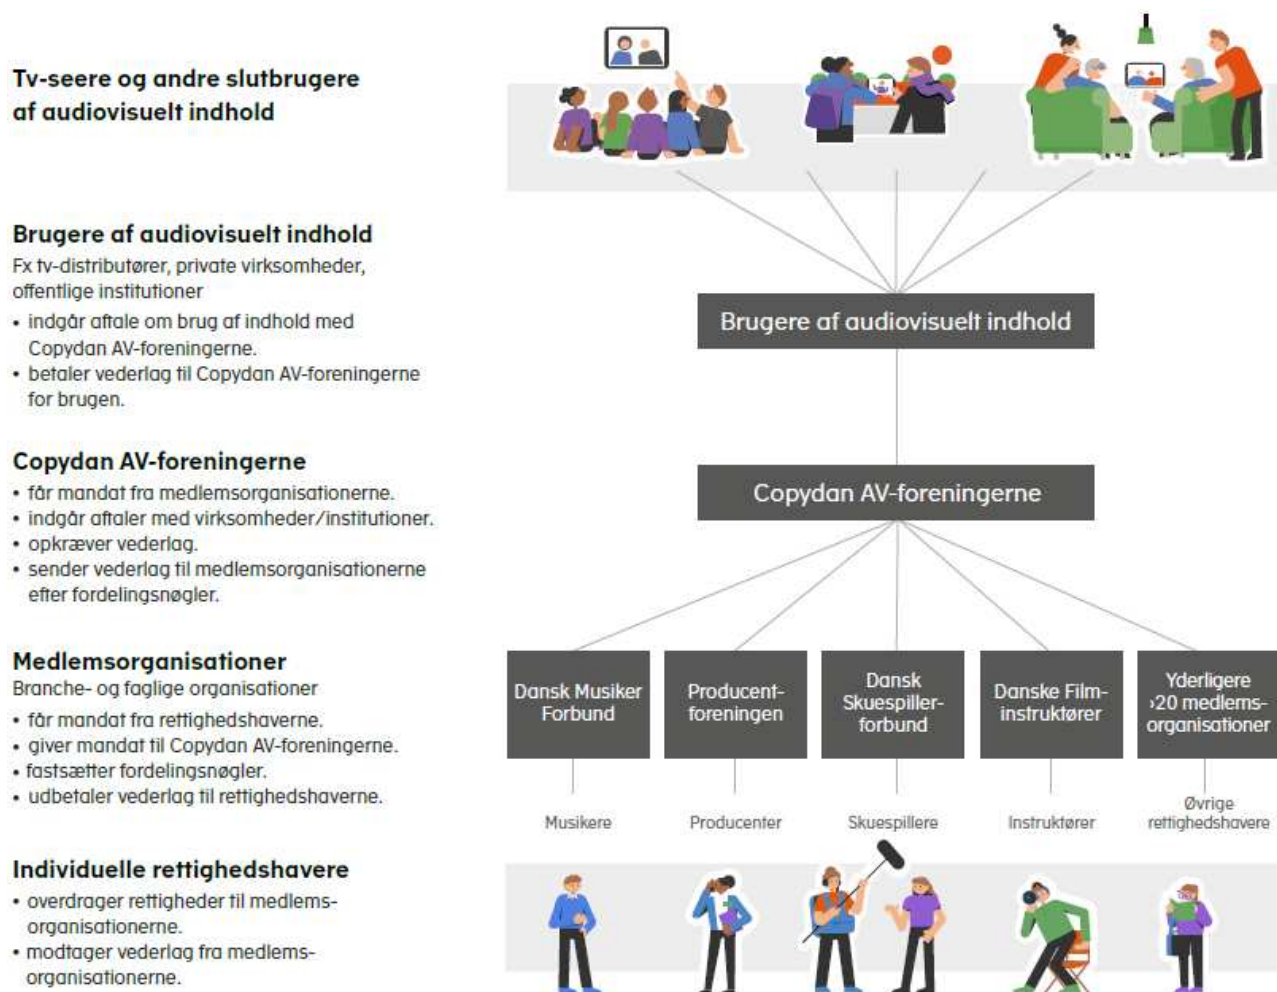 Tv-seere og andre slutbrugere
af audiovisuelt indhold
Brugere af audiovisuelt indhold
Fx tv-distributører, private virksomheder,
offentlige institutioner
• indgår aftale om brug af indhold med
Copydan AV-foreningerne.
• betaler vederlag til Copydan AV-foreningerne
for brugen.
Brugere af audiovisuelt indhold
Copydan AV-foreningerne
• får mandat fra medlemsorganisationerne.
• indgår aftaler med virksomheder/institutioner.
• opkræver vederlag.
• sender vederlag til medlemsorganisationerne
efter fordelingsnøgler.
Copydan AV-foreningerne
Medlemsorganisationer
Branche- og faglige organisationer
• får mandat fra rettighedshaverne.
• giver mandat til Copydan AV-foreningerne.
• fastsætter fordelingsnøgler.
• udbetaler vederlag til rettighedshaverne.
Dansk Musiker
Forbund
Producent-
foreningen
Dansk
Skuespiller-
forbund
Danske Film-
instruktører
Yderligere
›20 medlems-
organisationer
Musikere
Producenter
Skuespillere
Instruktører
Øvrige
rettighedshavere
Individuelle rettighedshavere
• overdrager rettigheder til medlems-
organisationerne.
• modtager vederlag fra medlems-
organisationerne.